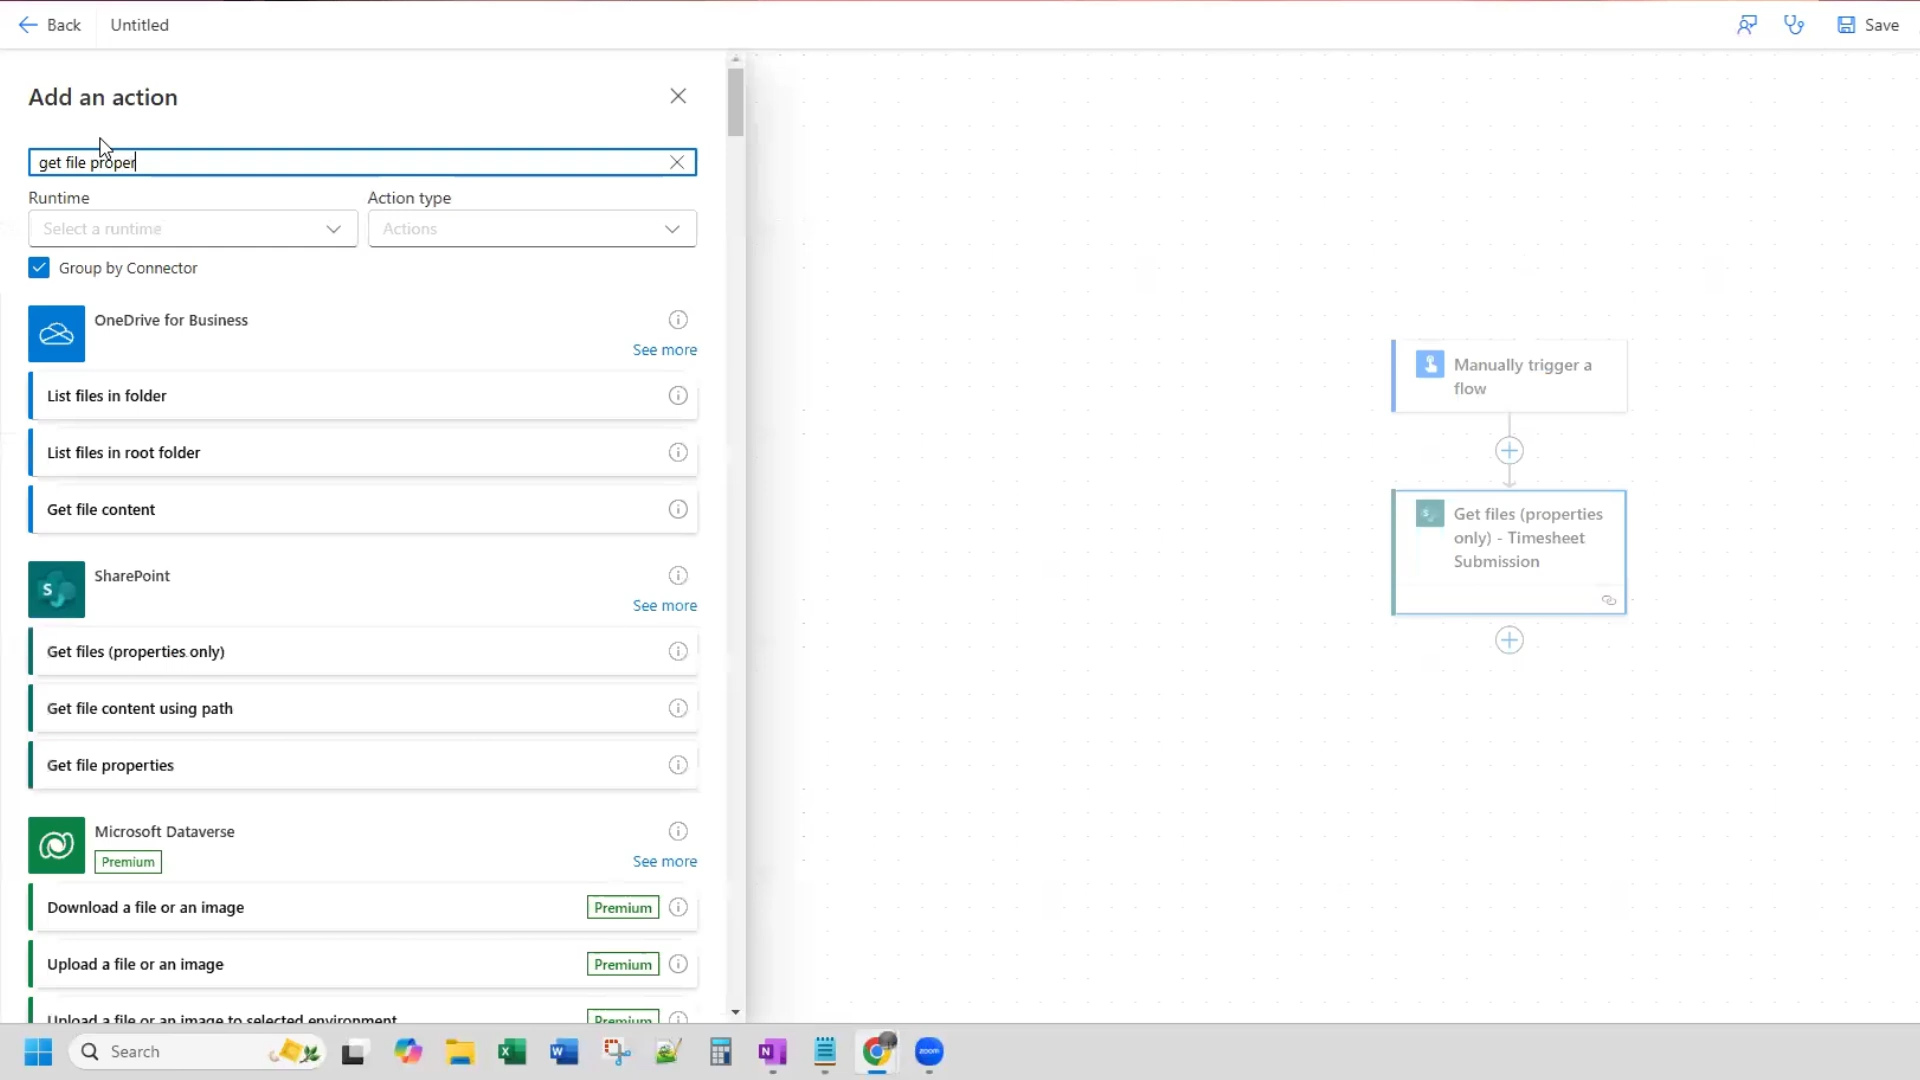 Back
Untitled
Save
Add an action
get file proper
Runtime
Action type
Select a runtime
Actions
Group by Connector
OneDrive for Business
See more
List files in folder
List files in root folder
Get file content
SharePoint
See more
Get files (properties only)
Get file content using path
Get file properties
Microsoft Dataverse
Premium
See more
Download a file or an image
Premium
Upload a file or an image
Premium
Upload a file or an image to selected environment
Premium
Manually trigger a
flow
Get files (properties
only) - Timesheet
Submission
Search
zoom